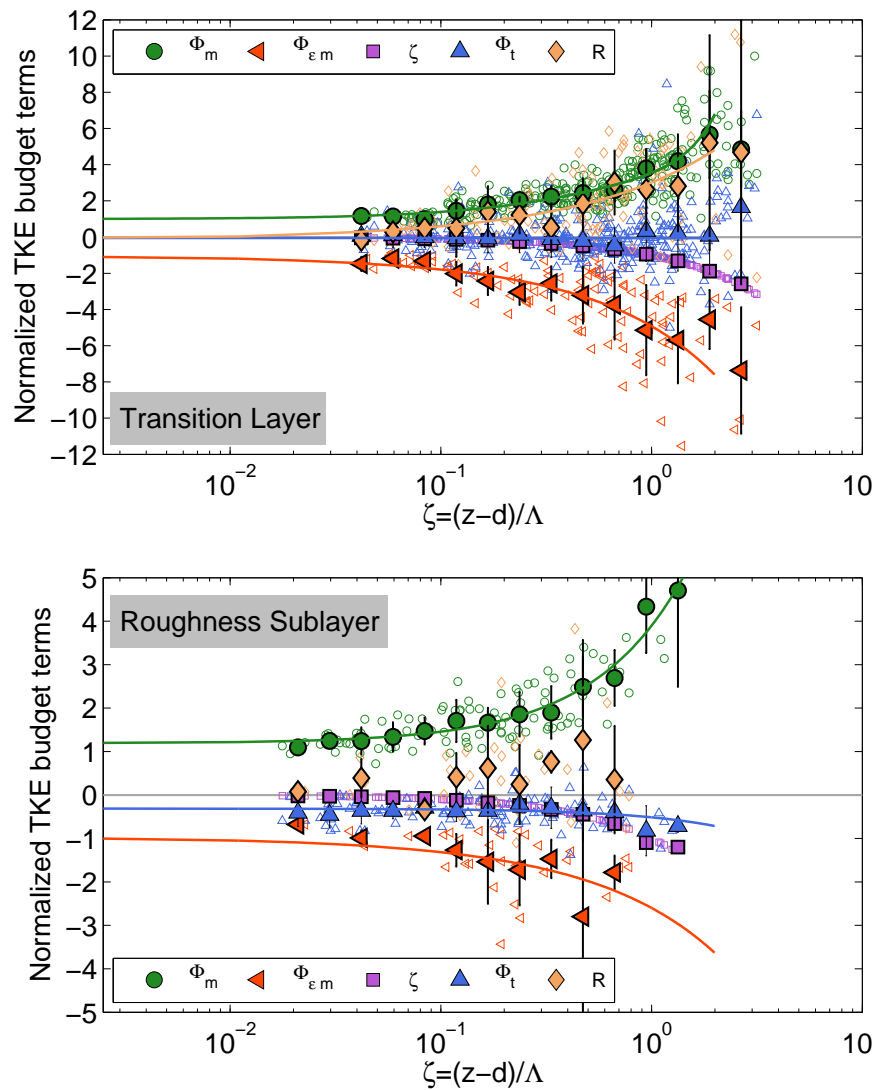 Φm Φε m ζ Φt R
12
10
8
6
4
2
0
−2
−4
−6
−8
−10
−12
Normalized TKE budget terms
Transition Layer
10−2 10−1 100 10
ζ=(z−d)/Λ
5
4
3
2
1
0
−1
−2
−3
−4
−5
Normalized TKE budget terms
Roughness Sublayer
Φm Φε m ζ Φt R
10−2 10−1 100 10
ζ=(z−d)/Λ